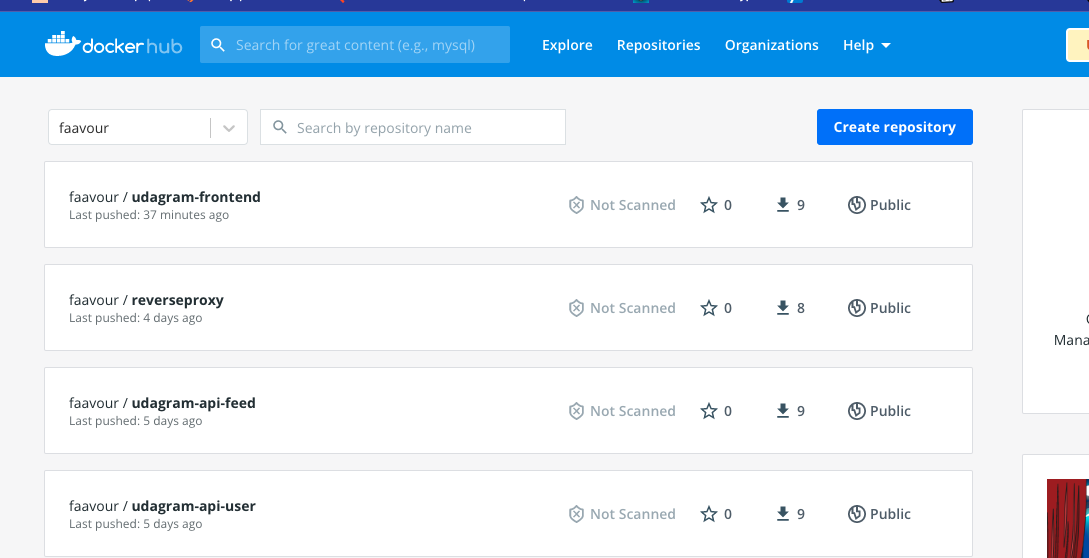 docker hub
Search for great content (e.g., mysql)
Explore
Repositories
Organizations
Help
faavour
Search by repository name
Create repository
faavour / udagram-frontend
Last pushed: 37 minutes ago
Not Scanned
0
9
Public
faavour / reverseproxy
Last pushed: 4 days ago
Not Scanned
0
8
Public
faavour / udagram-api-feed
Last pushed: 5 days ago
Not Scanned
0
9
Public
faavour / udagram-api-user
Last pushed: 5 days ago
Not Scanned
0
9
Public
Mana